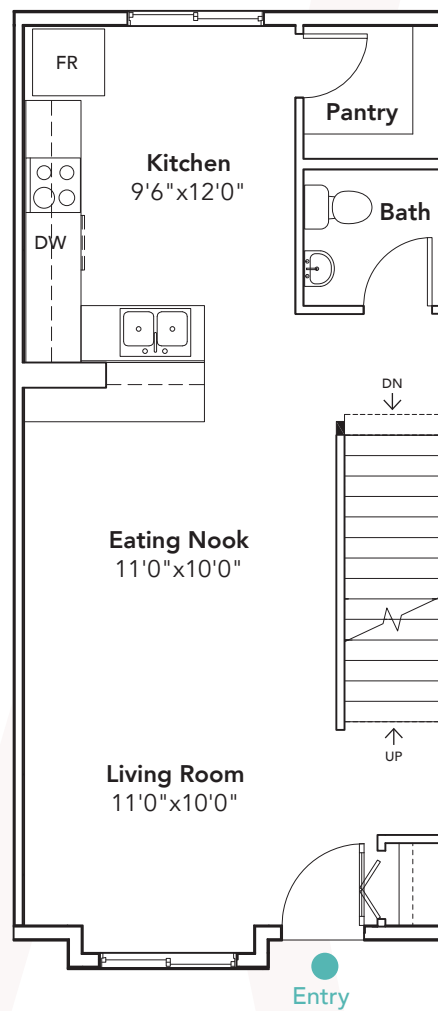 FR
Pantry
Kitchen
9'6"x12'0"
Bath
DW
DN
Eating Nook
11'0"x10'0"
UP
Living Room
11'0"x10'0"
Entry